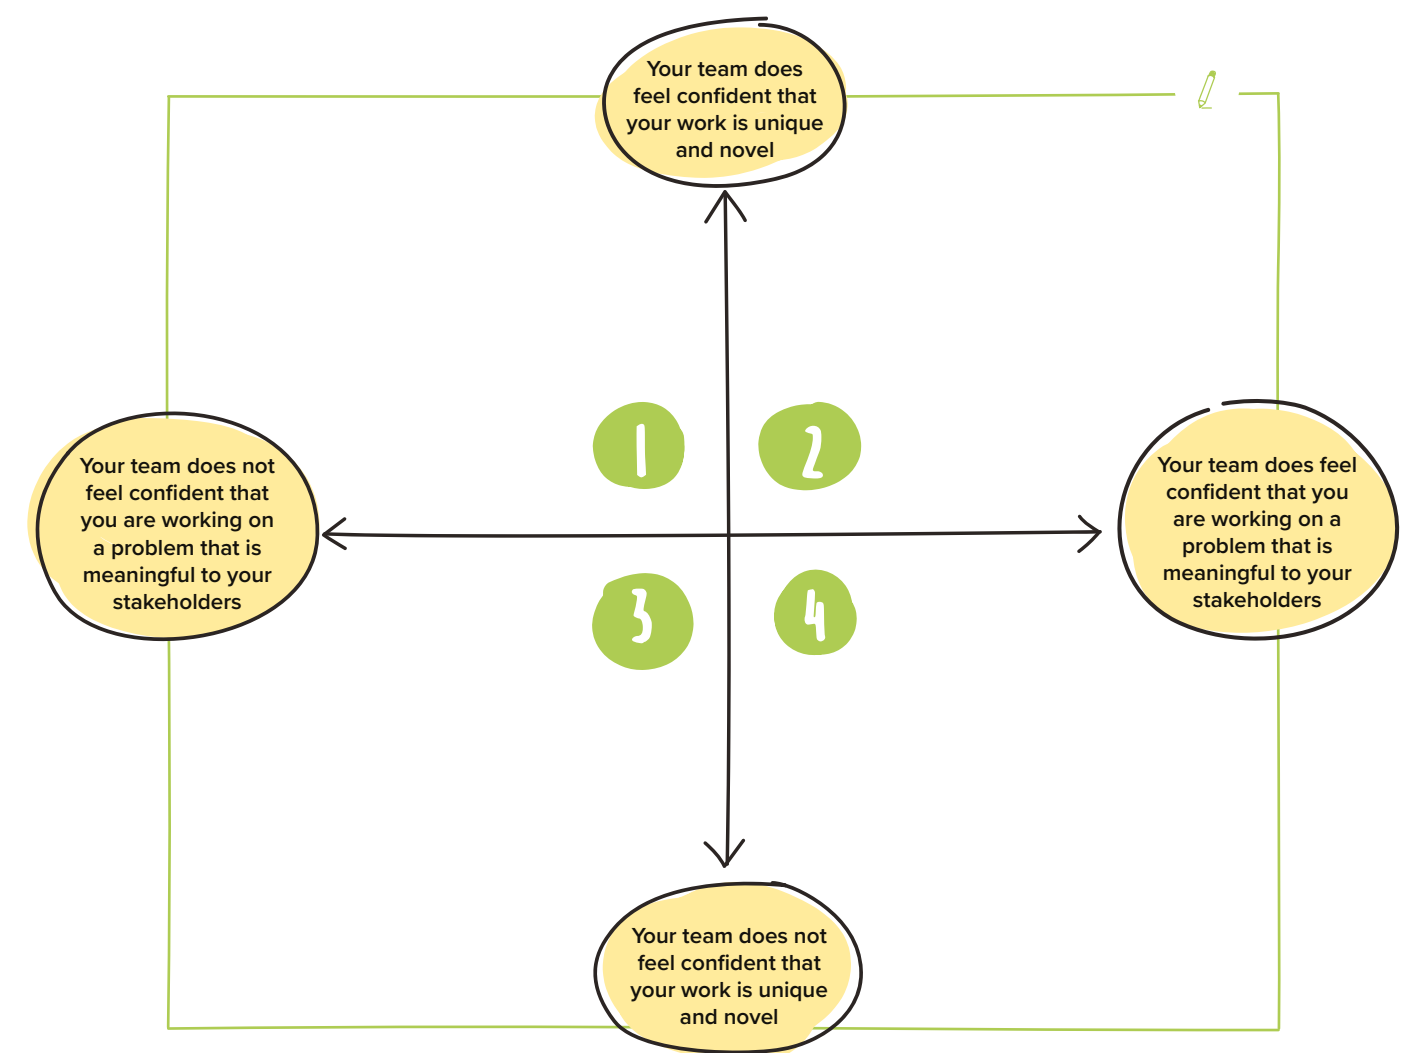 Your team does
feel confident that
your work is unique
and novel
1
2
Your team does not
feel confident that
you are working on
a problem that is
meaningful to your
stakeholders
Your team does feel
confident that you
are working on a
problem that is
meaningful to your
stakeholders
3
4
Your team does not
feel confident that
your work is unique
and novel